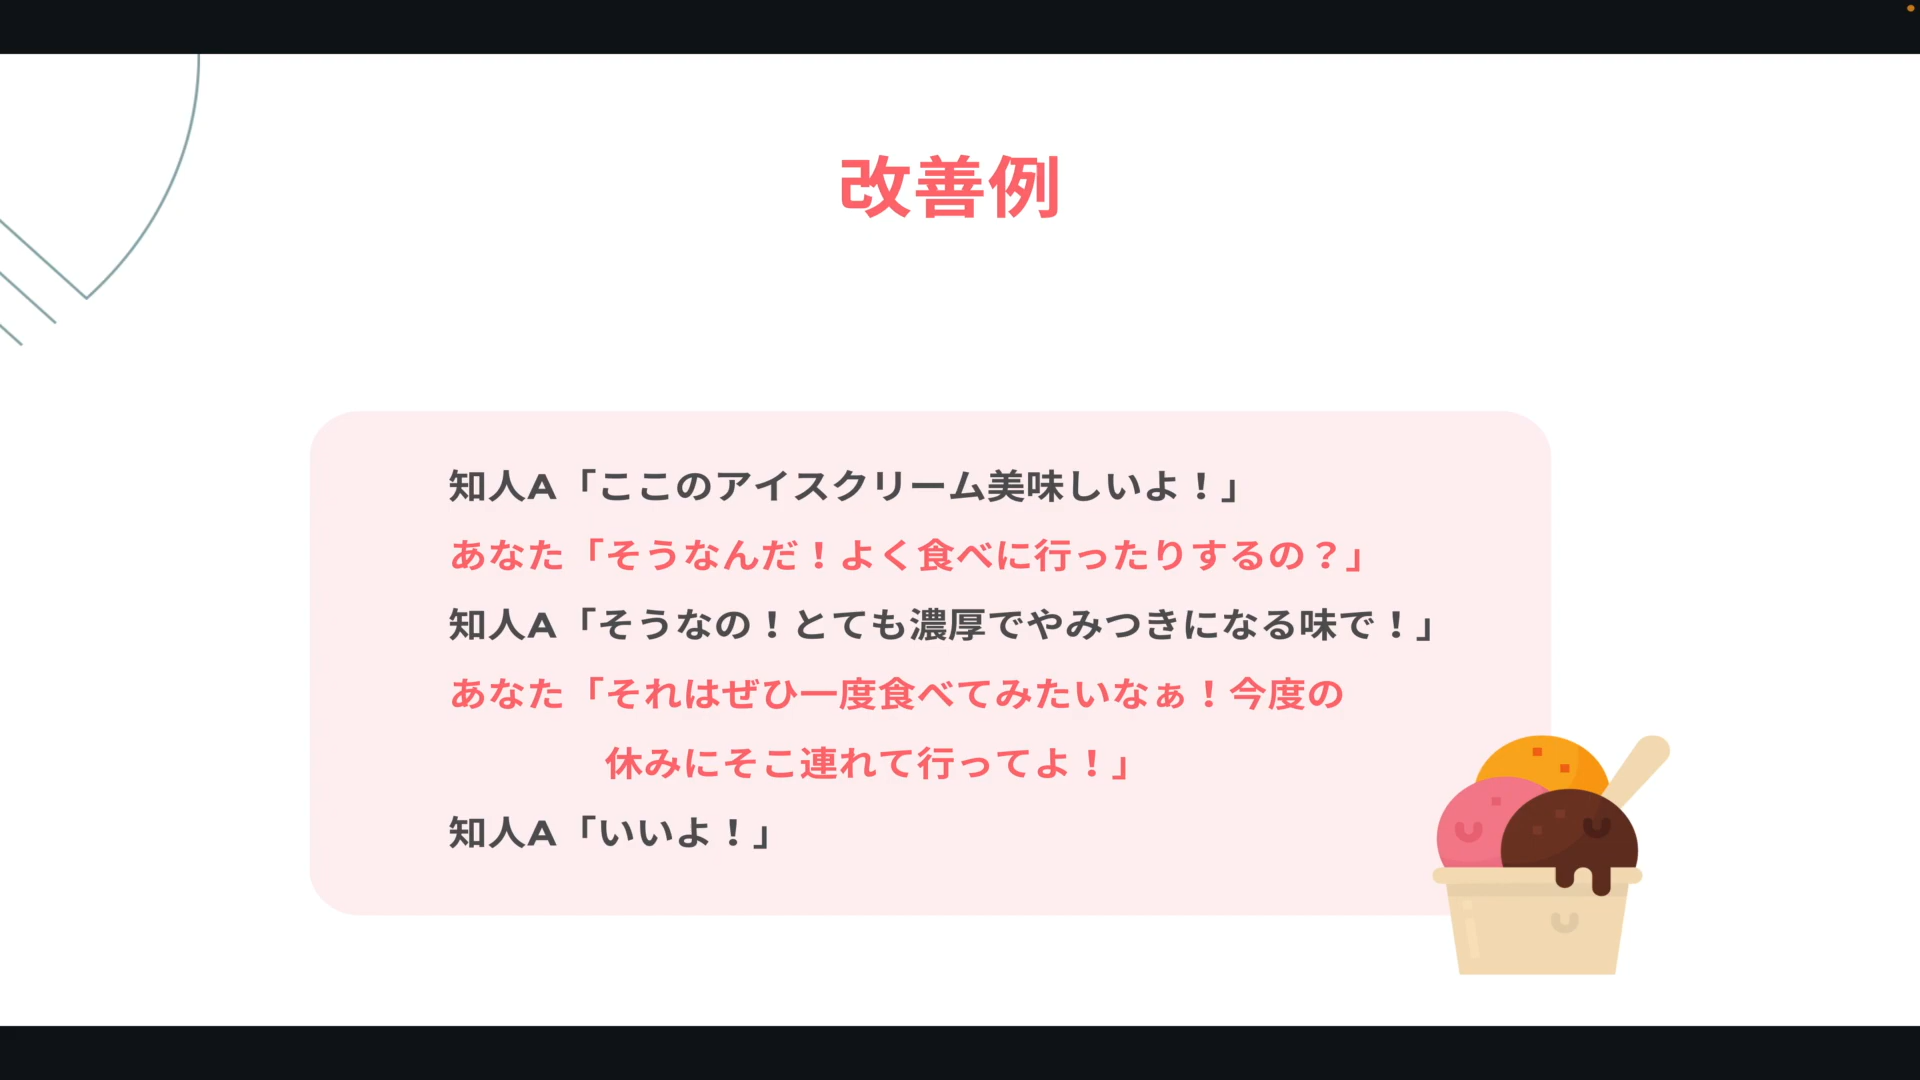 改善例
知人A「ここのアイスクリーム美味しいよ！」
あなた「そうなんだ！よく食べに行ったりするの？」
知人A「そうなの！とても濃厚でやみつきになる味で！」
あなた「それはぜひ一度食べてみたいなぁ！今度の
休みにそこ連れて行ってよ！」
知人A「いいよ！」